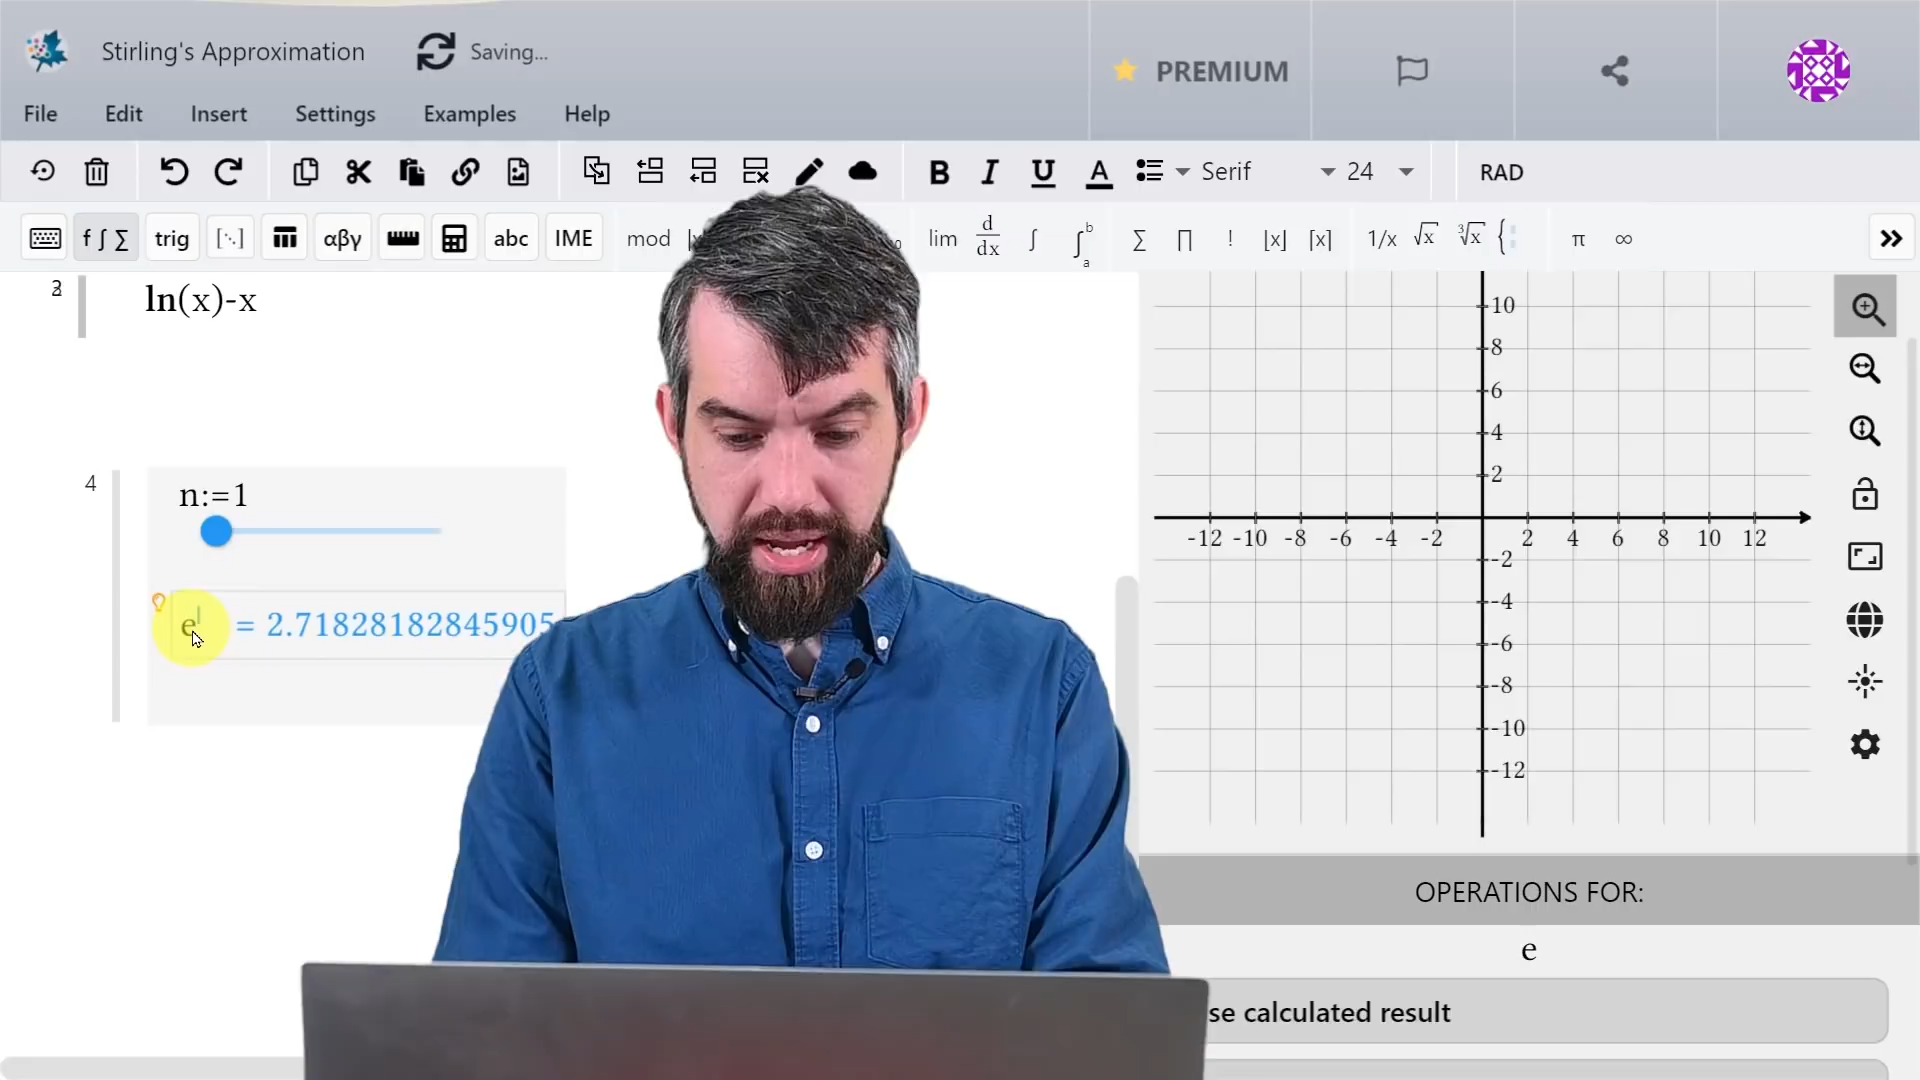 Stirling's Approximation
Saving...
PREMIUM
File Edit Insert Settings Examples Help
B I U A Serif 24 RAD
f ∫ ∑ trig [⋱] αβγ abc IME mod lim d/dx ∫ ∫ₐᵇ ∑ ∏ ! ⌊x⌋ ⌈x⌉ 1/x √x ∛x { π ∞
ln(x)-x
4
n:=1
e = 2.71828182845905
10
8
6
4
2
-12 -10 -8 -6 -4 -2 2 4 6 8 10 12
-2
-4
-6
-8
-10
-12
OPERATIONS FOR:
e
se calculated result